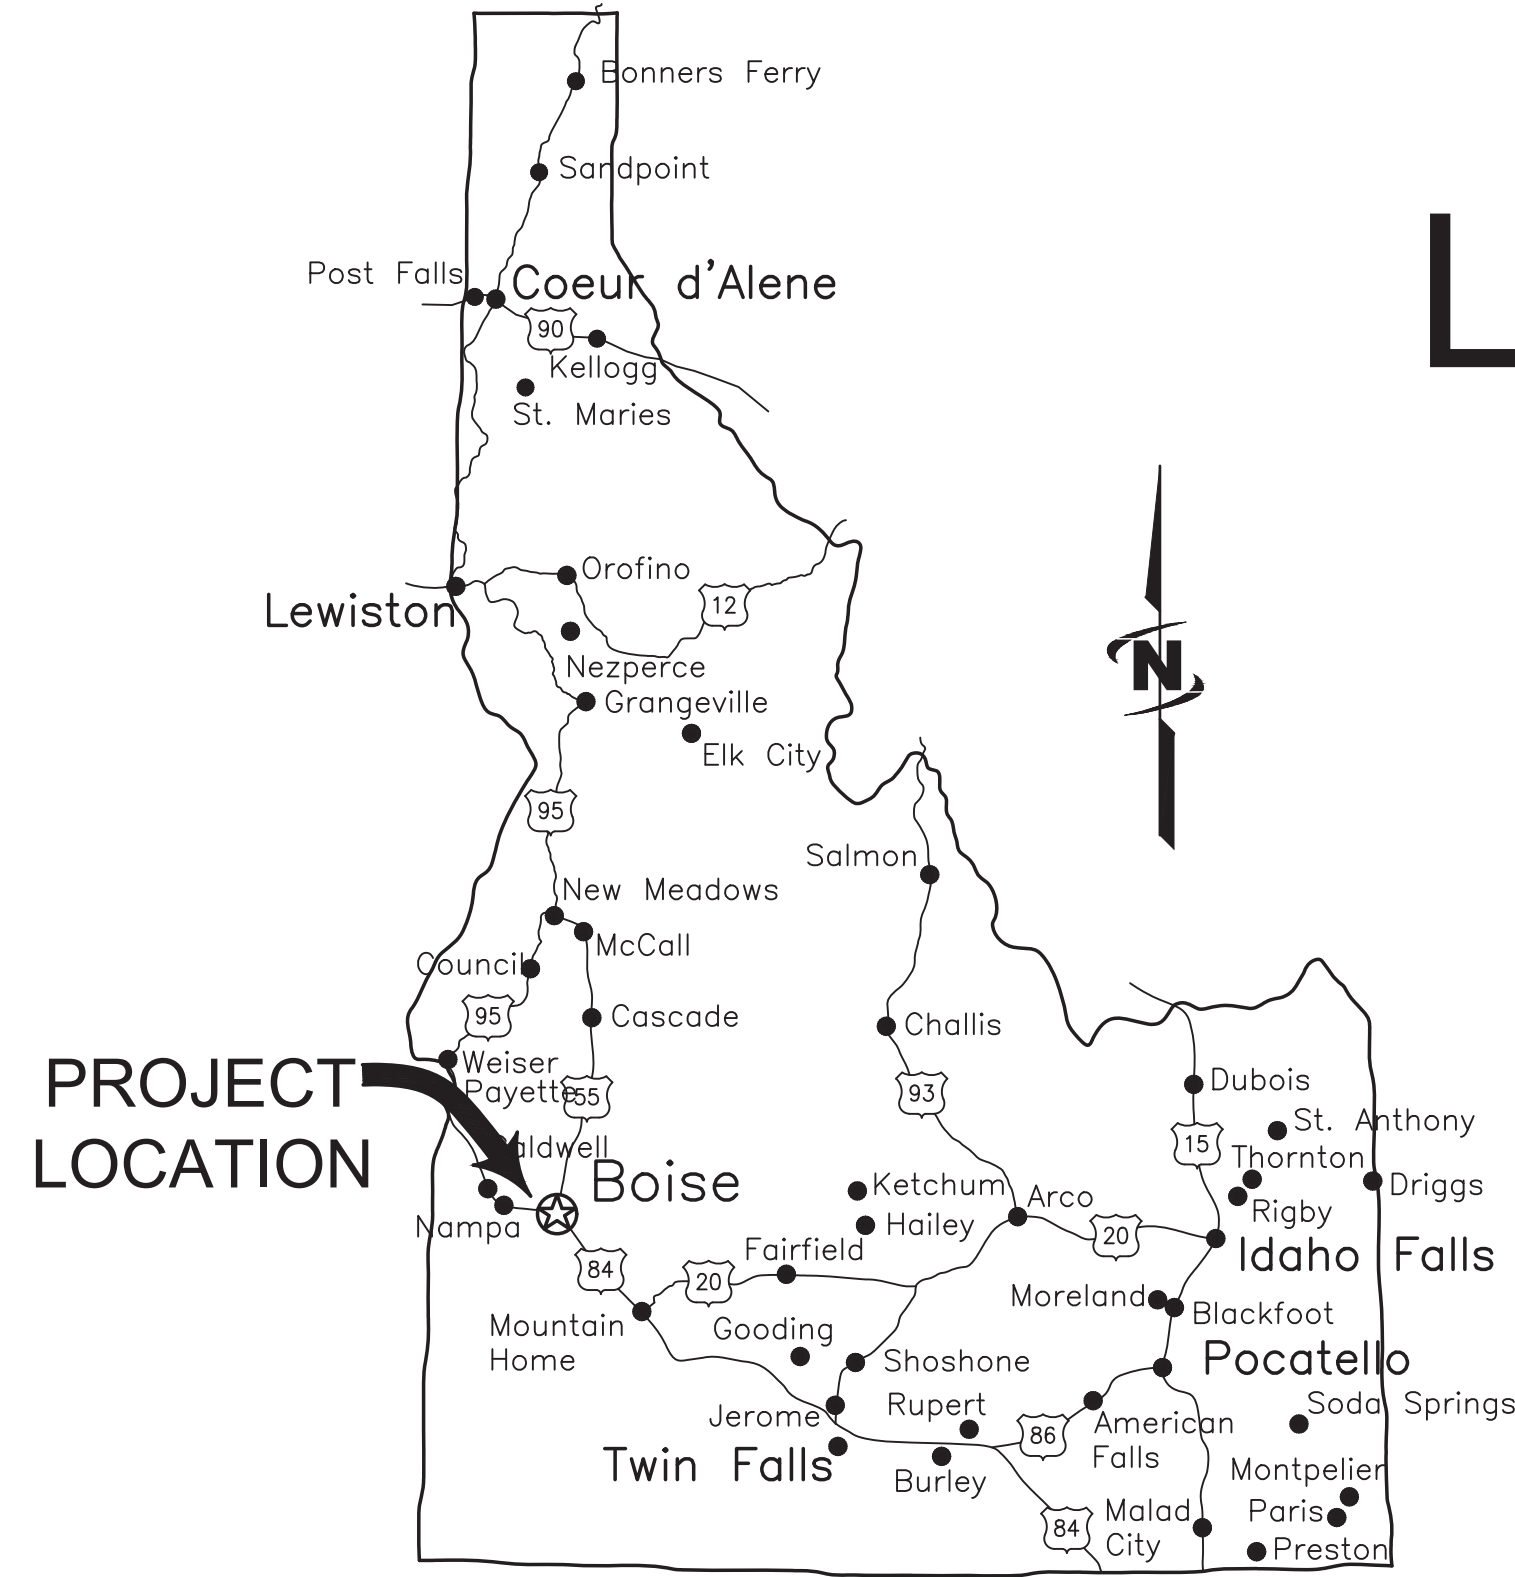 Bonners Ferry
Sandpoint
L
Post Falls
Coeur d'Alene
90
Kellogg
St. Maries
Orofino
12
Lewiston
N
Nezperce
Grangeville
Elk City
95
Salmon
New Meadows
McCall
Council
95
Cascade
Challis
PROJECT
LOCATION
Weiser
Payette
55
93
Dubois
St. Anthony
15
Thornton
Caldwell
Boise
Ketchum
Arco
Driggs
Rigby
Nampa
Hailey
20
Fairfield
Idaho Falls
84
20
Moreland
Blackfoot
Mountain
Home
Gooding
Shoshone
Pocatello
Rupert
Soda Springs
Jerome
American
Falls
86
Twin Falls
Burley
Montpelier
Malad
City
Paris
84
Preston